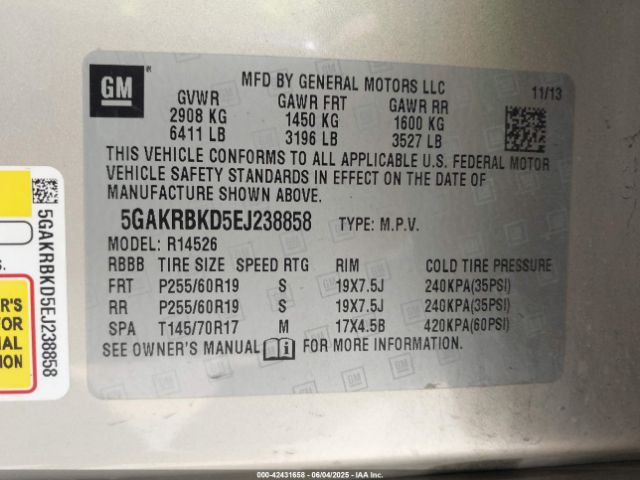 GM
MFD BY GENERAL MOTORS LLC
11/13
GVWR GAWR FRT GAWR RR
2908 KG 1450 KG 1600 KG
6411 LB 3196 LB 3527 LB
THIS VEHICLE CONFORMS TO ALL APPLICABLE U.S. FEDERAL MOTOR
VEHICLE SAFETY STANDARDS IN EFFECT ON THE DATE OF
MANUFACTURE SHOWN ABOVE.
5GAKRBKD5EJ238858 TYPE: M.P.V.
MODEL: R14526
RBBB TIRE SIZE SPEED RTG RIM COLD TIRE PRESSURE
FRT P255/60R19 S 19X7.5J 240KPA(35PSI)
RR P255/60R19 S 19X7.5J 240KPA(35PSI)
SPA T145/70R17 M 17X4.5B 420KPA(60PSI)
SEE OWNER'S MANUAL i FOR MORE INFORMATION.
5GAKRBKD5EJ238858
S.
R'S
FOR
NAL
000-42431658 - 06/04/2025 - IAA Inc.